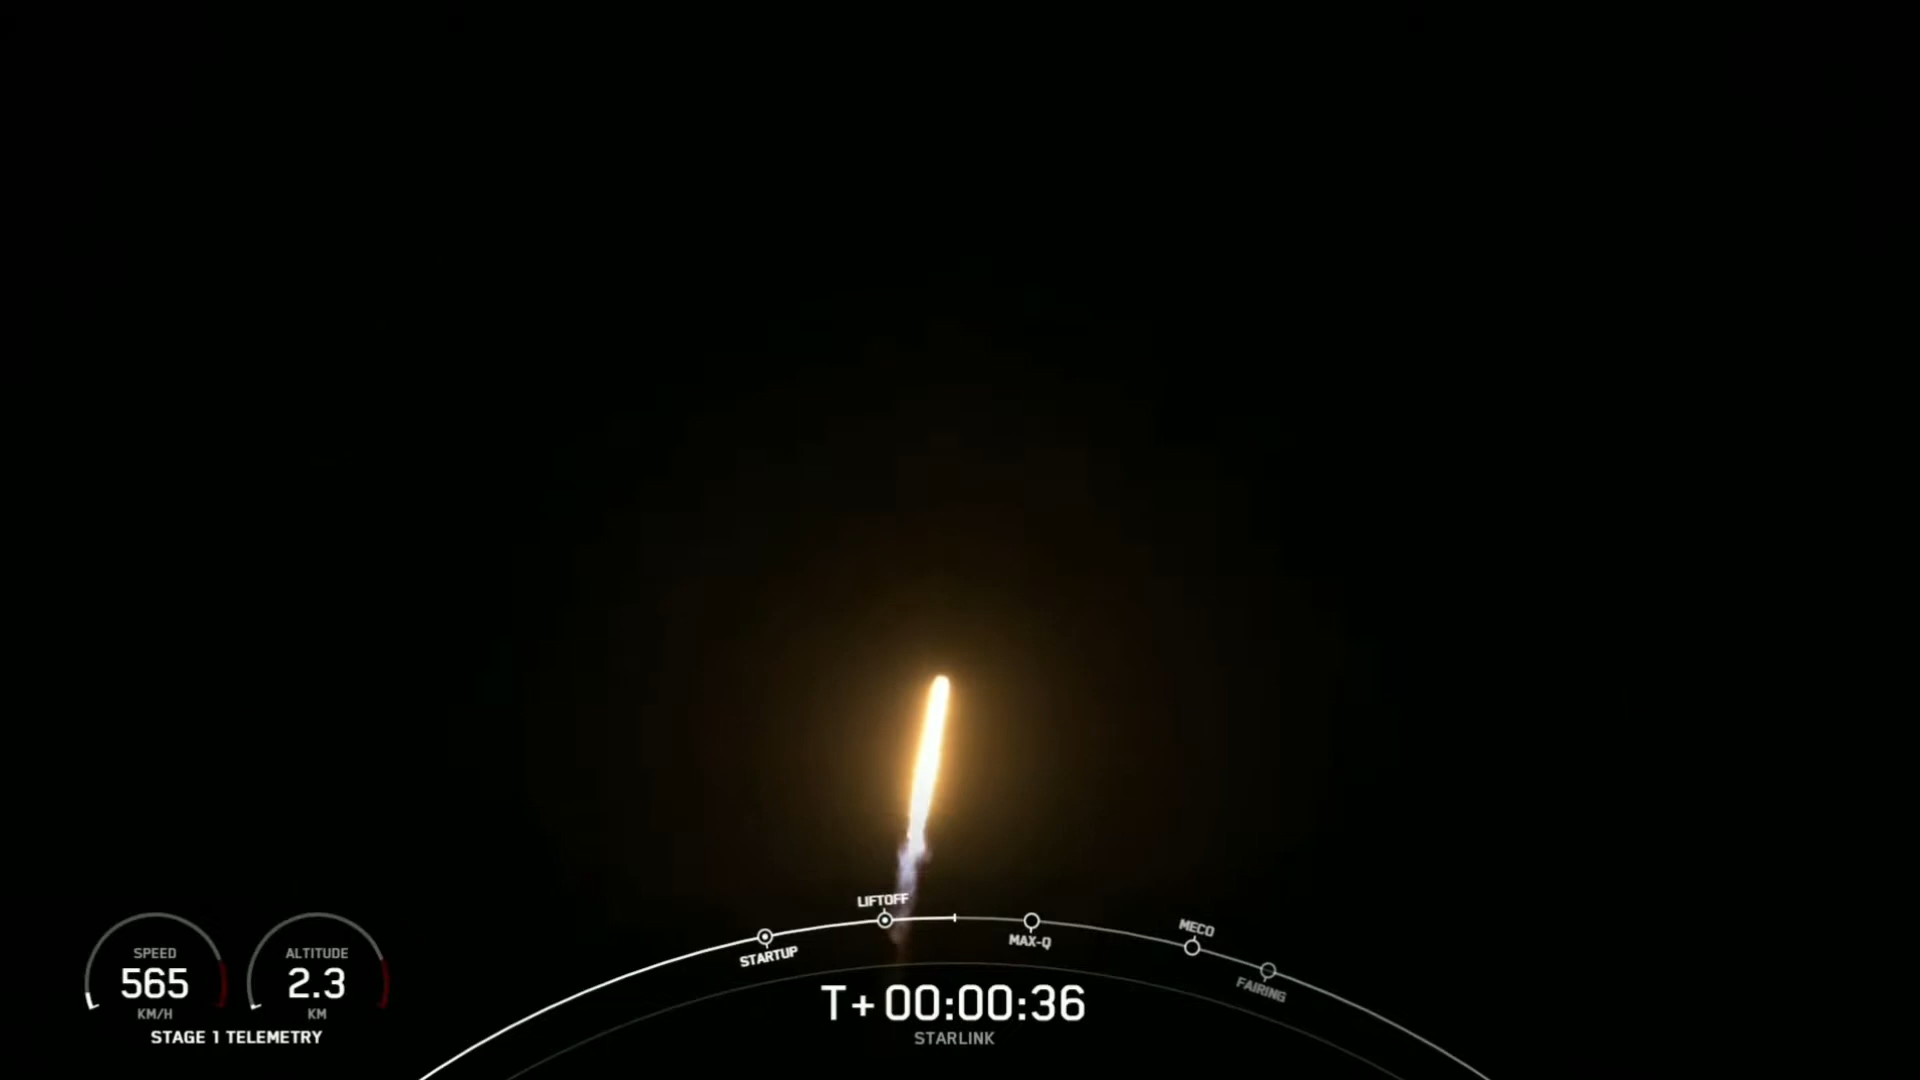 LIFTOFF
MECO
STARTUP
MAX-Q
FAIRING
SPEED
565
KM/H
ALTITUDE
2.3
KM
STAGE 1 TELEMETRY
T+00:00:36
STARLINK